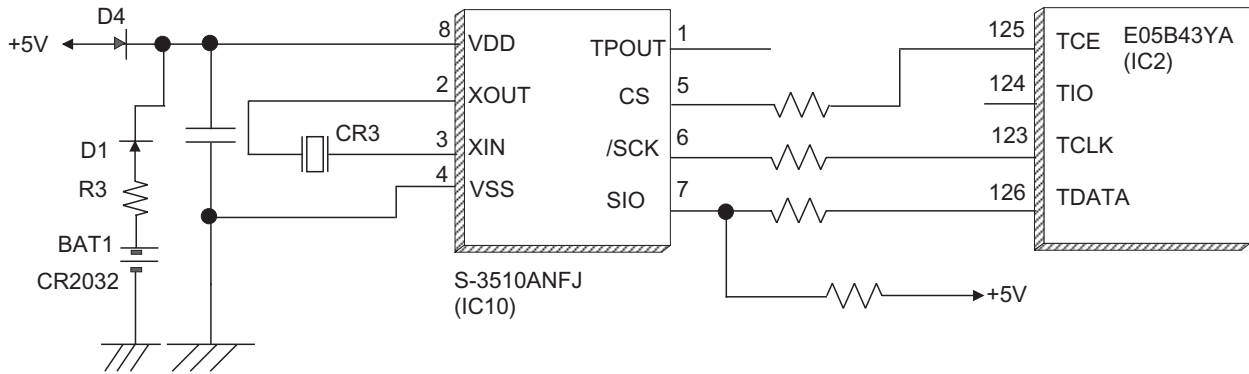 D4
+5V
D1
R3
BAT1
CR2032
CR3
8
2
3
4
VDD
XOUT
XIN
VSS
TPOUT
CS
/SCK
SIO
1
5
6
7
S-3510ANFJ
(IC10)
125
124
123
126
TCE
TIO
TCLK
TDATA
E05B43YA
(IC2)
+5V